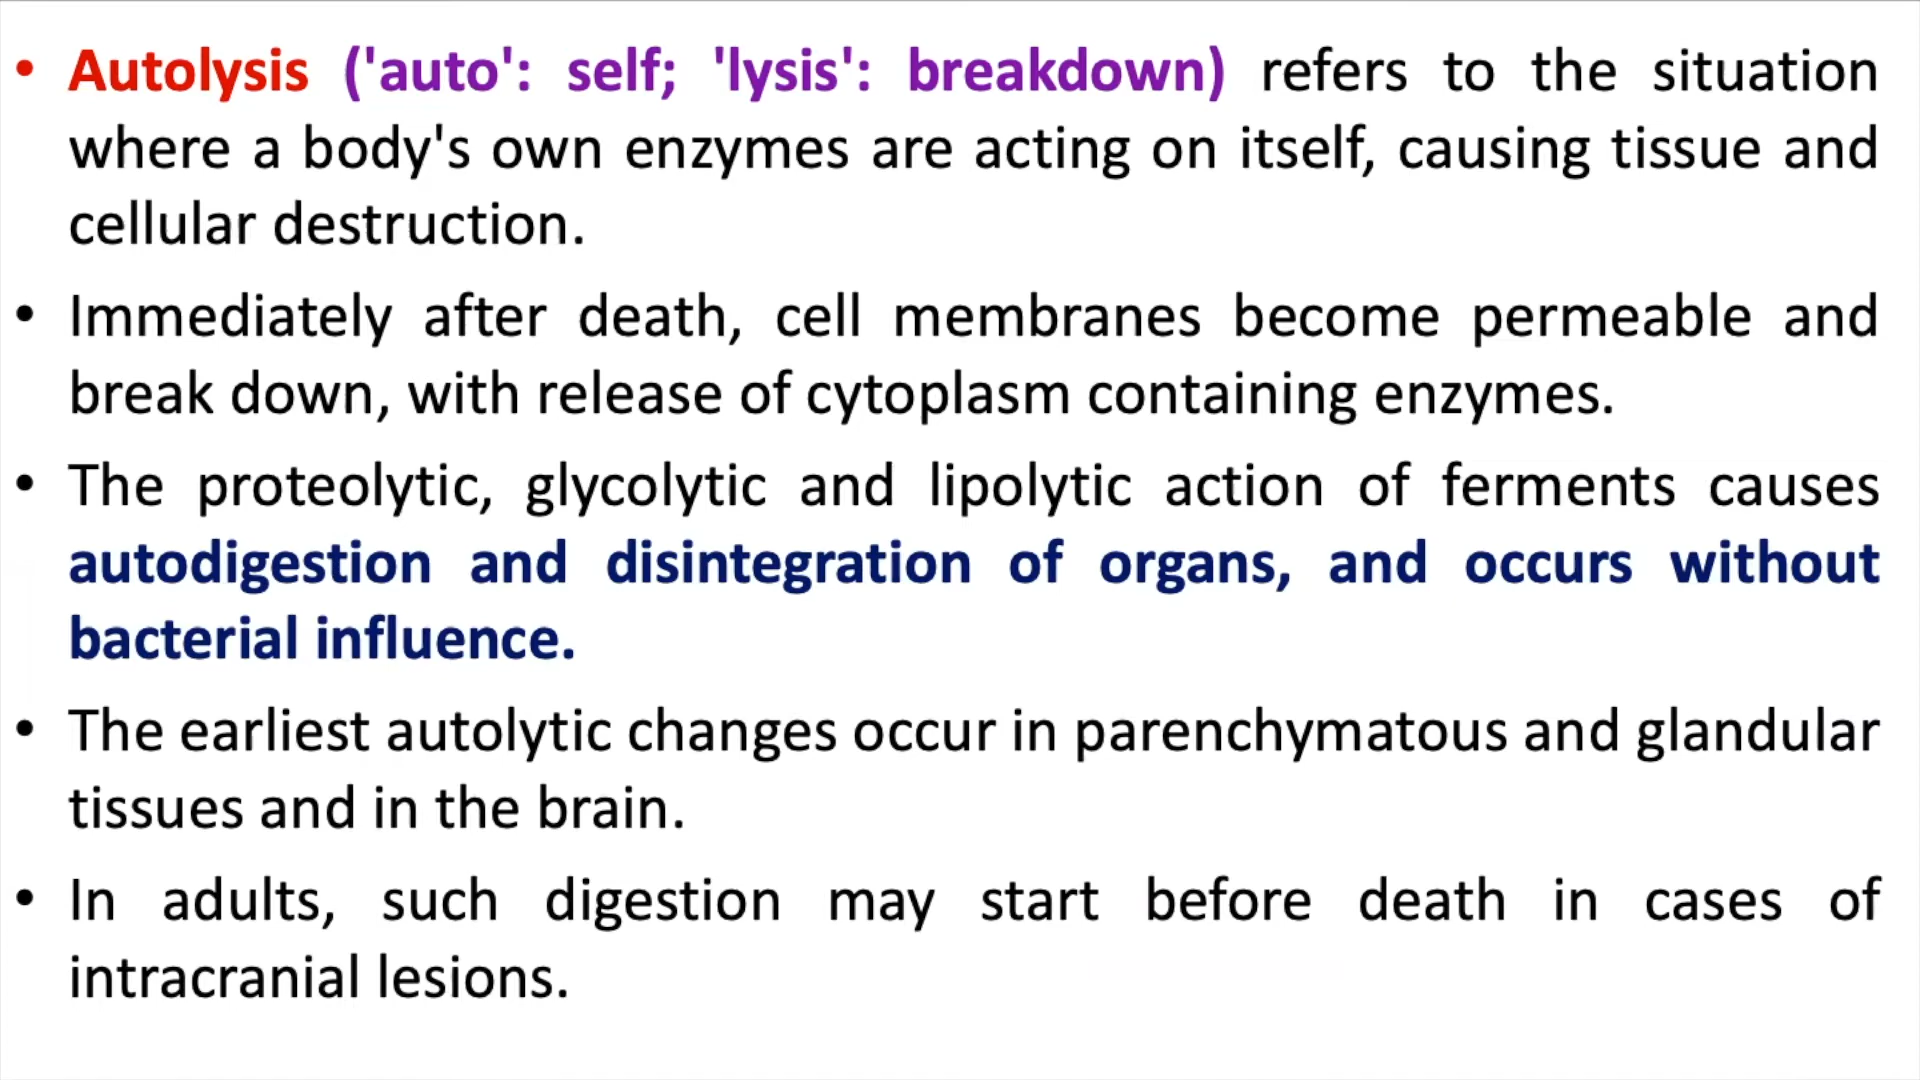 • Autolysis ('auto': self; 'lysis': breakdown) refers to the situation
where a body's own enzymes are acting on itself, causing tissue and
cellular destruction.
• Immediately after death, cell membranes become permeable and
break down, with release of cytoplasm containing enzymes.
• The proteolytic, glycolytic and lipolytic action of ferments causes
autodigestion and disintegration of organs, and occurs without
bacterial influence.
• The earliest autolytic changes occur in parenchymatous and glandular
tissues and in the brain.
• In adults, such digestion may start before death in cases of
intracranial lesions.